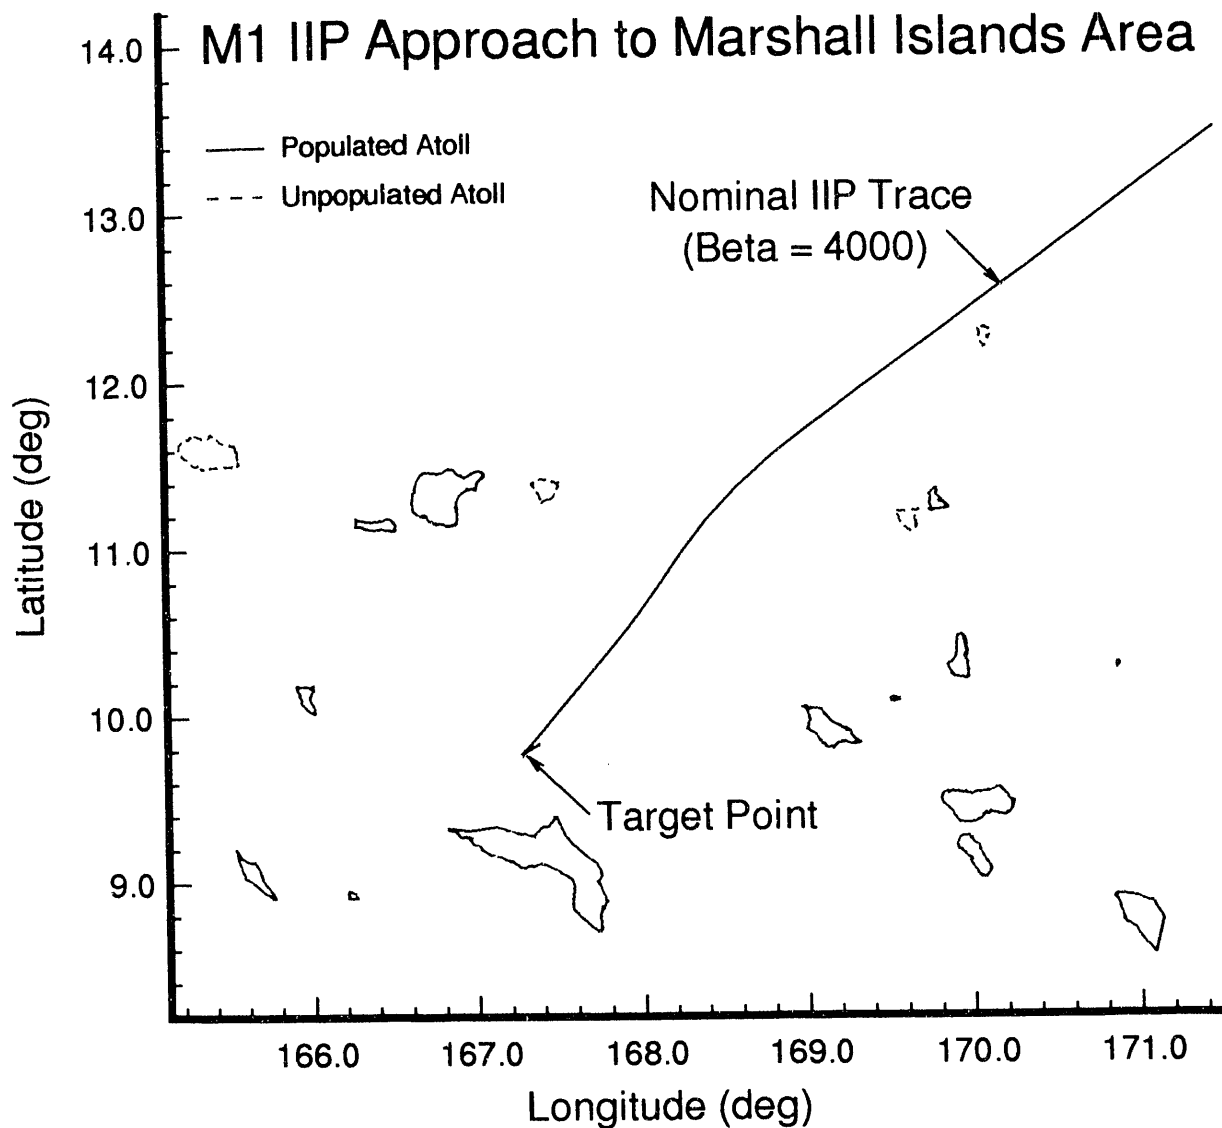 M1 IIP Approach to Marshall Islands Area
Populated Atoll
Unpopulated Atoll
Nominal IIP Trace
(Beta = 4000)
Target Point
14.0
13.0
12.0
11.0
10.0
9.0
Latitude (deg)
166.0 167.0 168.0 169.0 170.0 171.0
Longitude (deg)